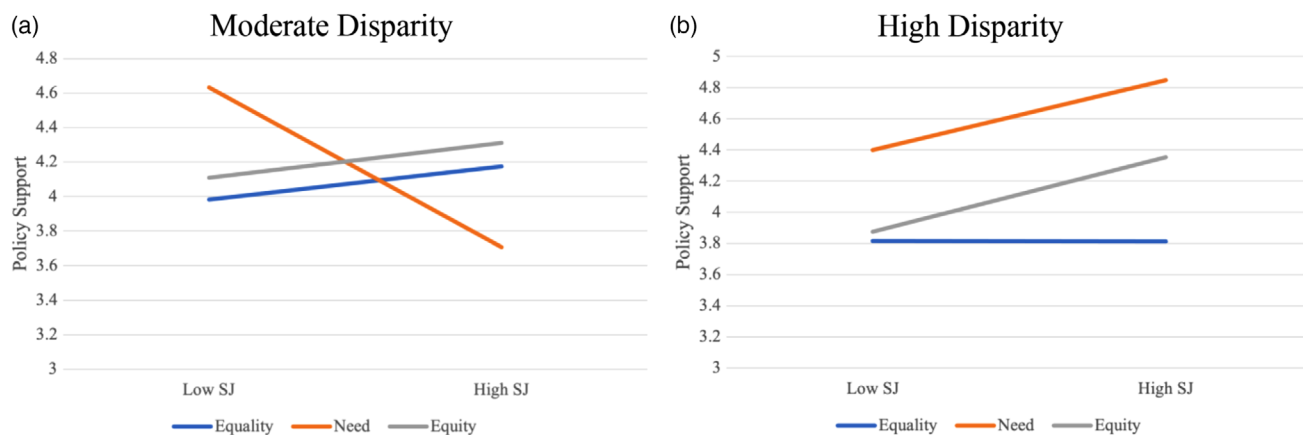 (a)
Moderate Disparity
Policy Support
4.8
4.6
4.4
4.2
4
3.8
3.6
3.4
3.2
3
Low SJ
High SJ
Equality Need Equity
(b)
High Disparity
Policy Support
5
4.8
4.6
4.4
4.2
4
3.8
3.6
3.4
3.2
3
Low SJ
High SJ
Equality Need Equity